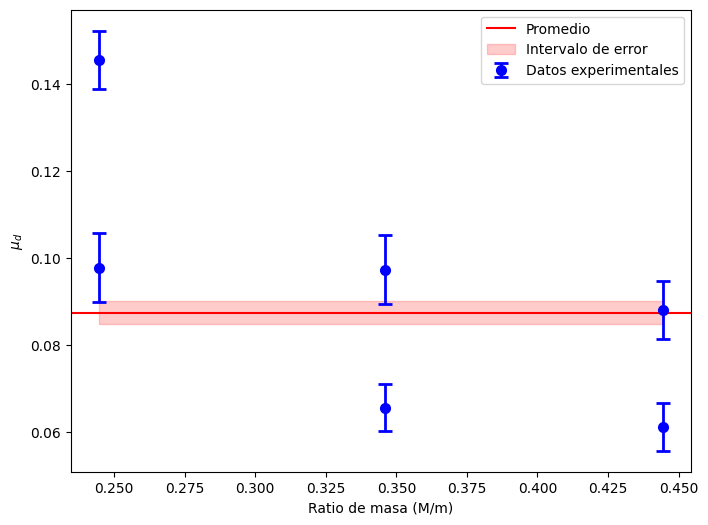 Promedio
Intervalo de error
Datos experimentales
0.14
0.12
0.10
0.08
0.06
μd
0.250
0.275
0.300
0.325
0.350
0.375
0.400
0.425
0.450
Ratio de masa (M/m)